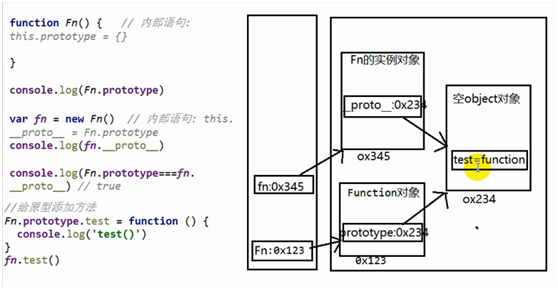 function Fn() {   // 内部语句:
this.prototype = {}
}
console.log(Fn.prototype)
var fn = new Fn()  // 内部语句: this.
__proto__ = Fn.prototype
console.log(fn.__proto__)
console.log(Fn.prototype===fn.
__proto__) // true
//给原型添加方法
Fn.prototype.test = function () {
console.log('test()')
}
fn.test()
fn:0x345
Fn:0x123
Fn的实例对象
__proto__:0x234
ox345
Function对象
prototype:0x234
0x123
空object对象
test=function
ox234